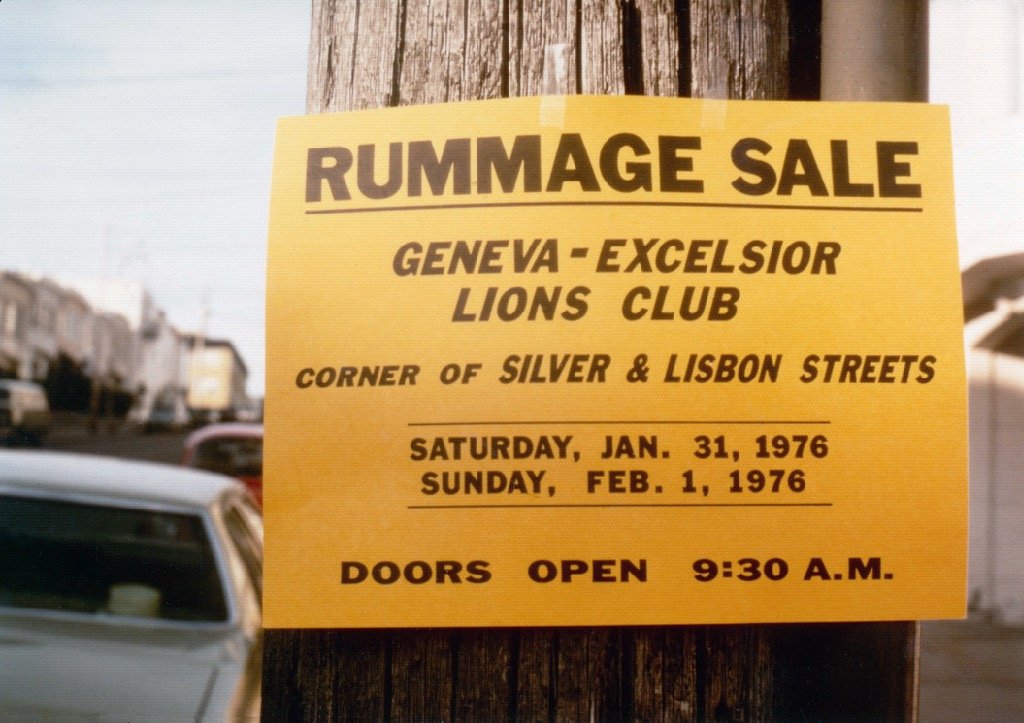 RUMMAGE SALE
GENEVA - EXCELSIOR
LIONS CLUB
CORNER OF SILVER & LISBON STREETS
SATURDAY, JAN. 31, 1976
SUNDAY, FEB. 1, 1976
DOORS OPEN 9:30 A.M.